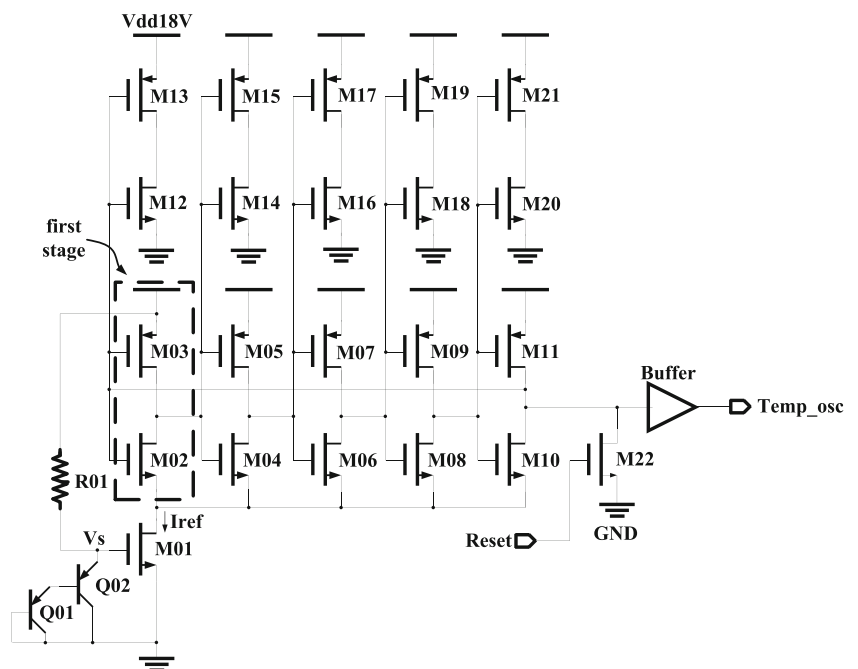 Vdd18V
M13
M15
M17
M19
M21
M12
M14
M16
M18
M20
first
stage
M03
M05
M07
M09
M11
Buffer
Temp_osc
M02
M04
M06
M08
M10
M22
R01
Iref
GND
Vs
M01
Reset
Q02
Q01